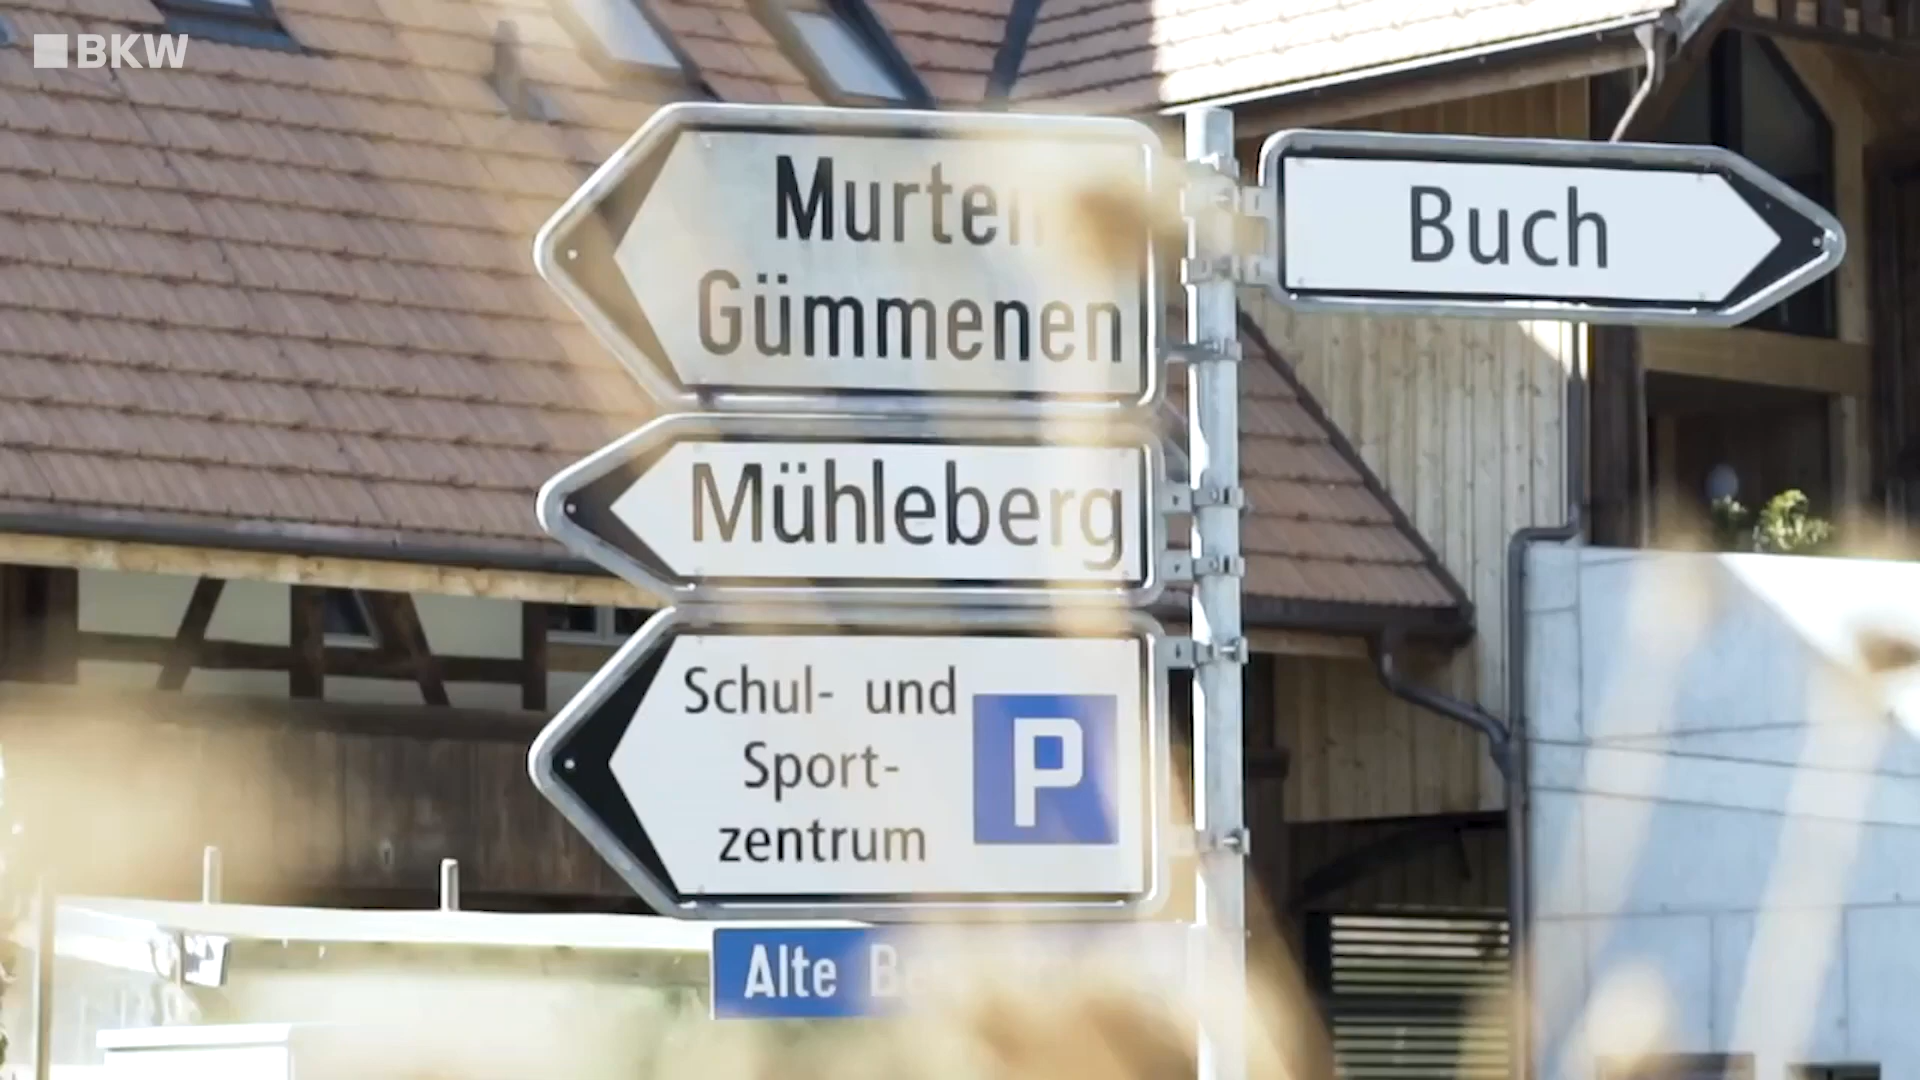 BKW
Murten
Gümmenen
Buch
Mühleberg
Schul- und
Sport-
zentrum
P
Alte